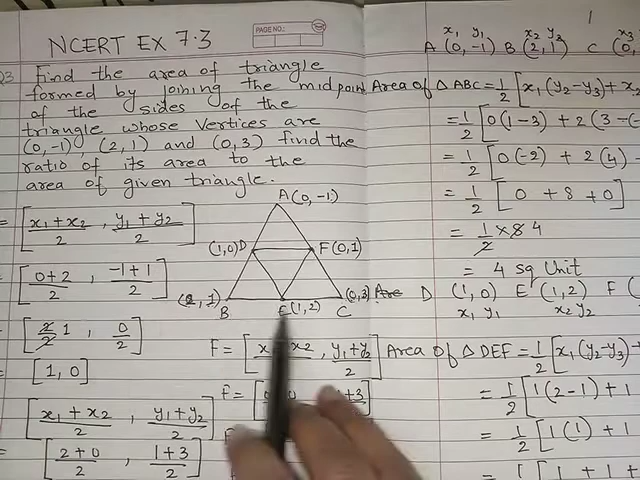 NCERT EX 7.3
PAGE NO.:
Q3 Find the area of triangle
formed by joining the midpoint
of the sides of the
triangle whose vertices are
(0,-1), (2,1) and (0,3) find the
ratio of its area to the
area of given triangle.
= [x₁+x₂/2 , y₁+y₂/2]
= [0+2/2 , -1+1/2]
= [2/2 1 , 0/2]
= [1, 0]
[x₁+x₂/2 , y₁+y₂/2]
= [2+0/2 , 1+3/2]
A(0,-1)
(1,0)D F(0,1)
(2, 1) (0,3)
B E(1,2) C
F = [x x₂ , y₁+y₂/2]
F = [ +3
F
1
x₁ y₁ x₂ y₂ x₃
A (0,-1) B (2,1) C (0,
Area of △ABC = 1/2 [x₁(y₂-y₃)+x₂
= 1/2 [0(1-3) + 2(3-(-
= 1/2 [0(-2) + 2(4)
= 1/2 [0 + 8 + 0]
= 1/2 × 8 4
= 4 sq Unit
Are D (1,0) E (1,2) F (
x₁ y₁ x₂ y₂
Area of △DEF = 1/2 [x₁(y₂-y₃)+
= 1/2 [1(2-1) + 1
= 1/2 [1(1) + 1
= [1 + 1 +